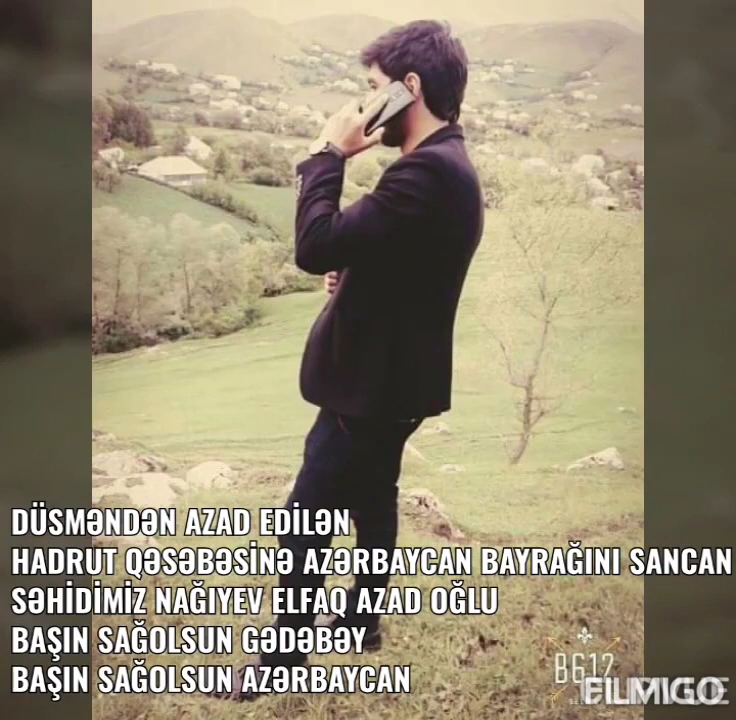 DÜSMƏNDƏN AZAD EDİLƏN
HADRUT QƏSƏBƏSİNƏ AZƏRBAYCAN BAYRAĞINI SANCAN
SƏHİDİMİZ NAĞIYEV ELFAQ AZAD OĞLU
BAŞIN SAĞOLSUN GƏDƏBƏY
BAŞIN SAĞOLSUN AZƏRBAYCAN
B612
FILMIGO